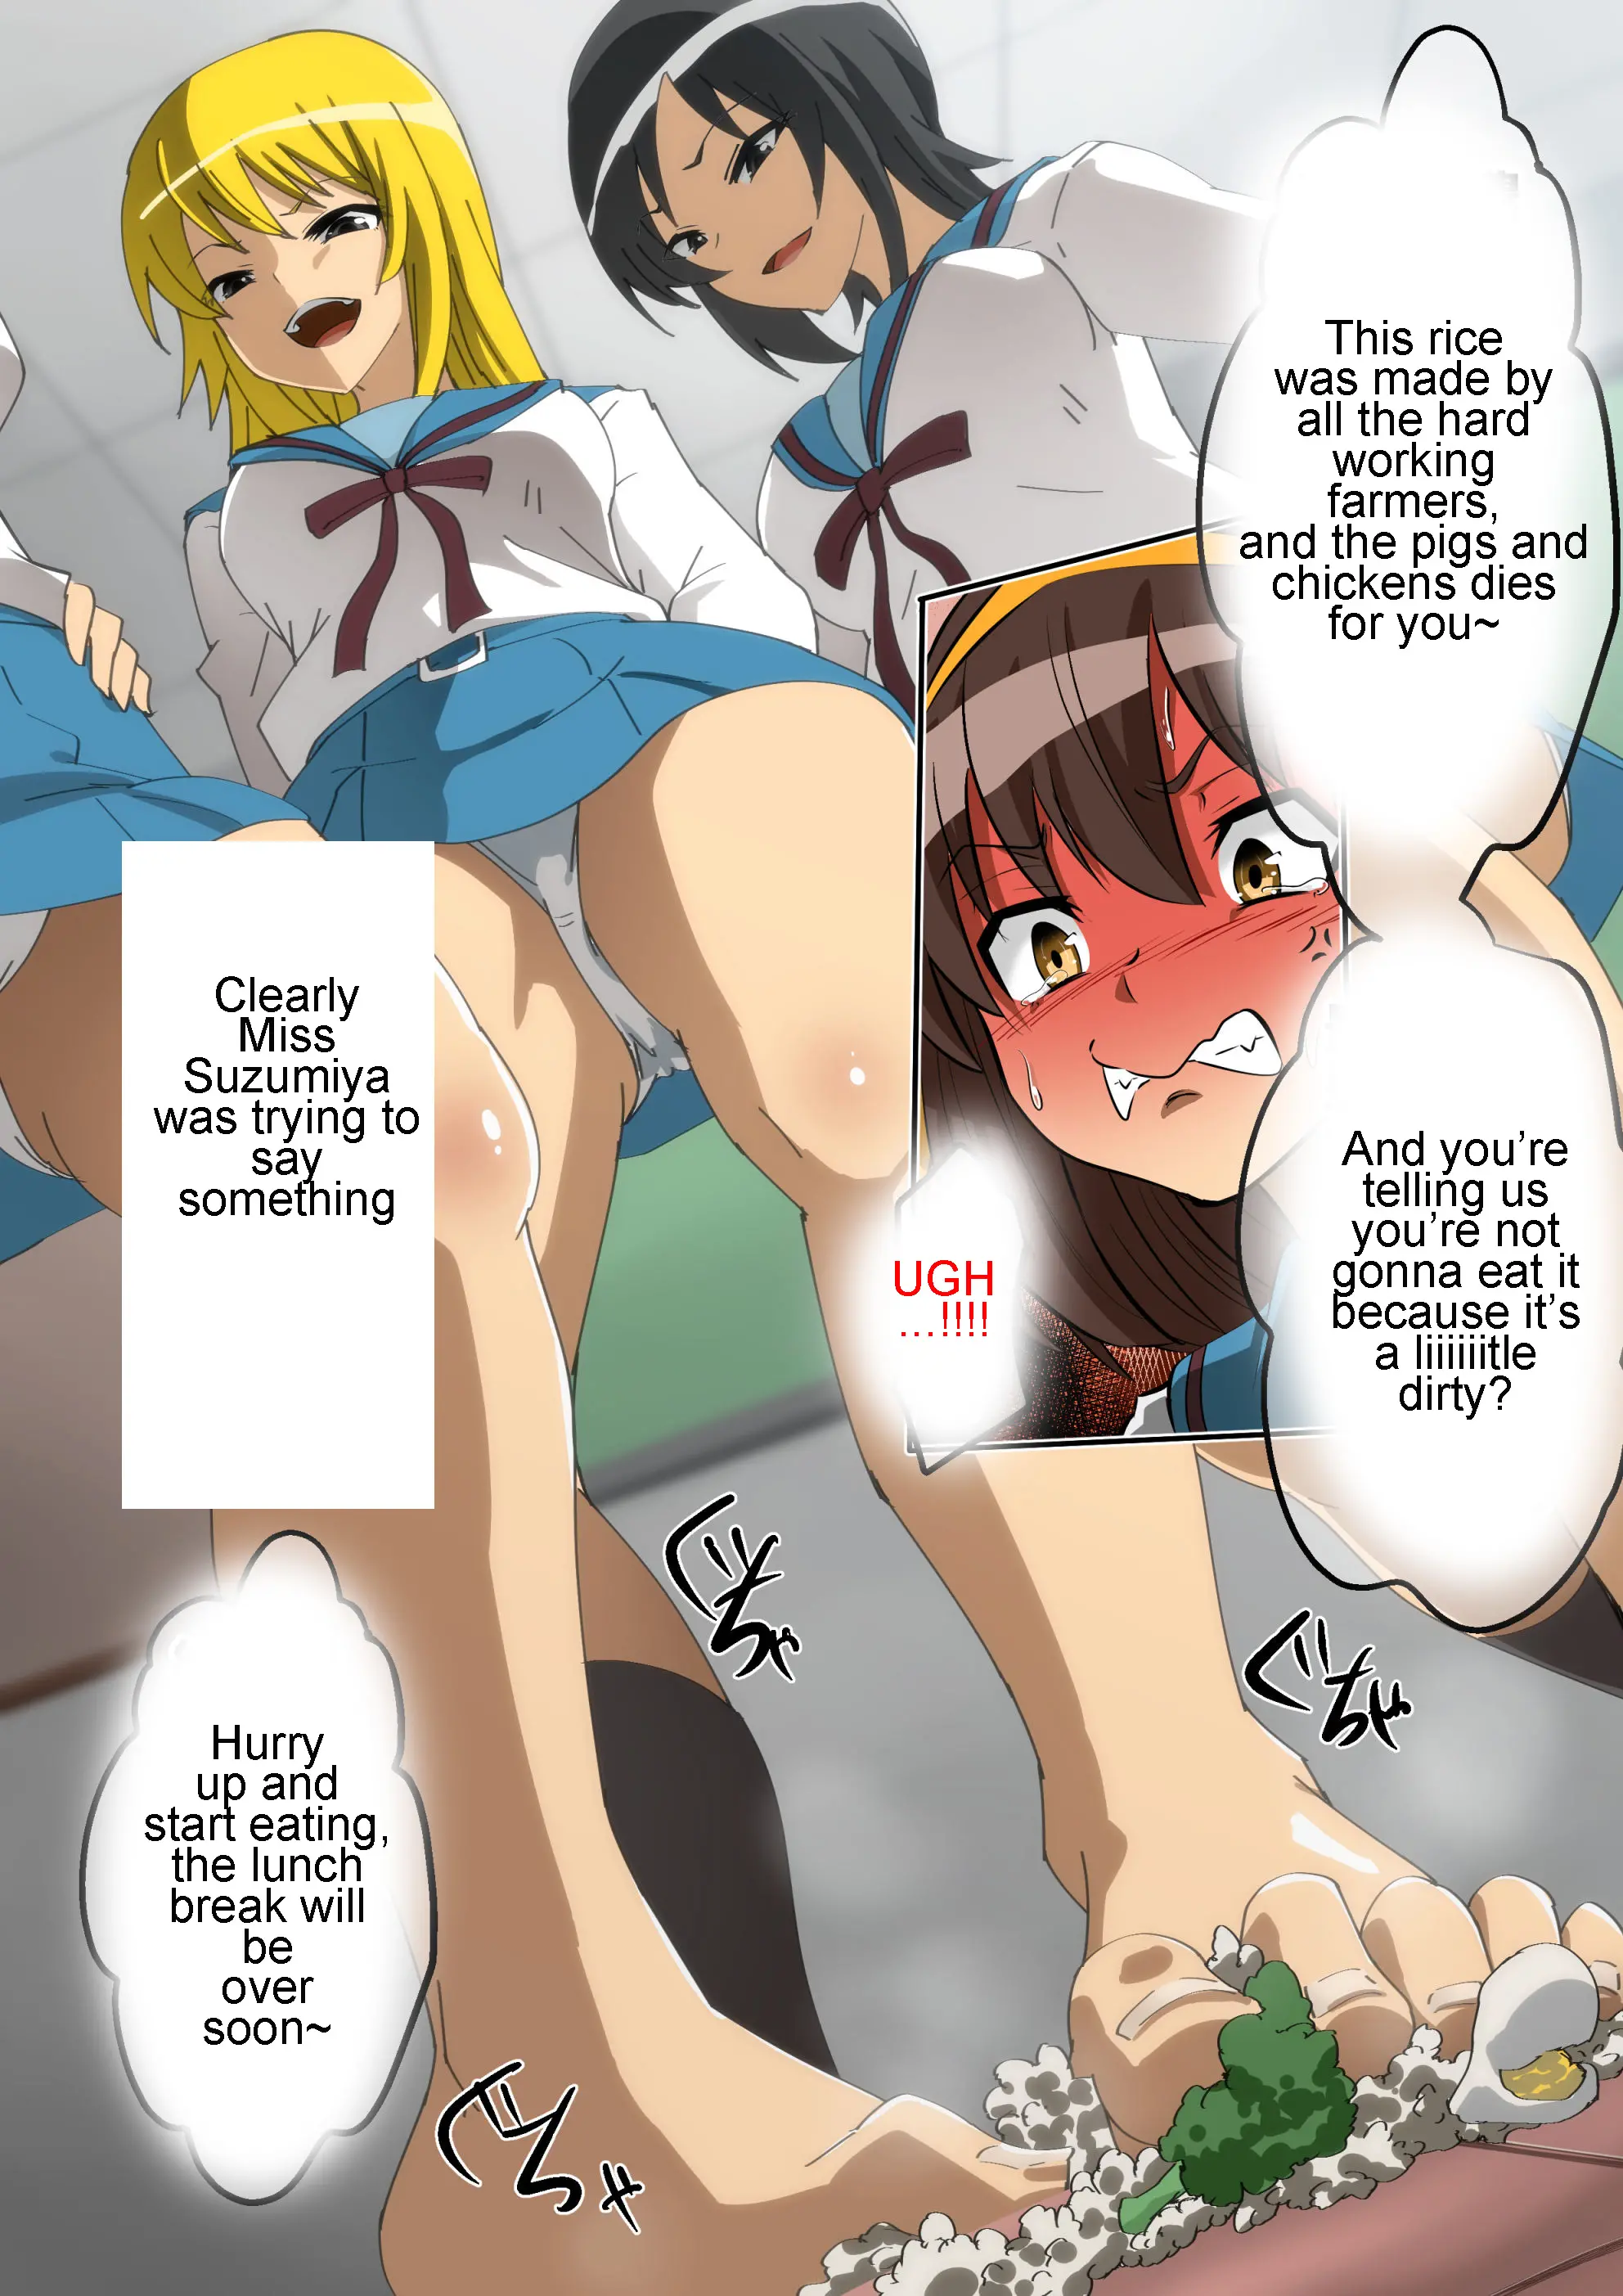 This rice
was made by
all the hard
working
farmers,
and the pigs and
chickens dies
for you~
And you're
telling us
you're not
gonna eat it
because it's
a liiiiiitle
dirty?
UGH
...!!!!
Clearly
Miss
Suzumiya
was trying to
say
something
ぐちゃ
ぐちゃ
Hurry
up and
start eating,
the lunch
break will
be
over
soon~
ぐちゃ